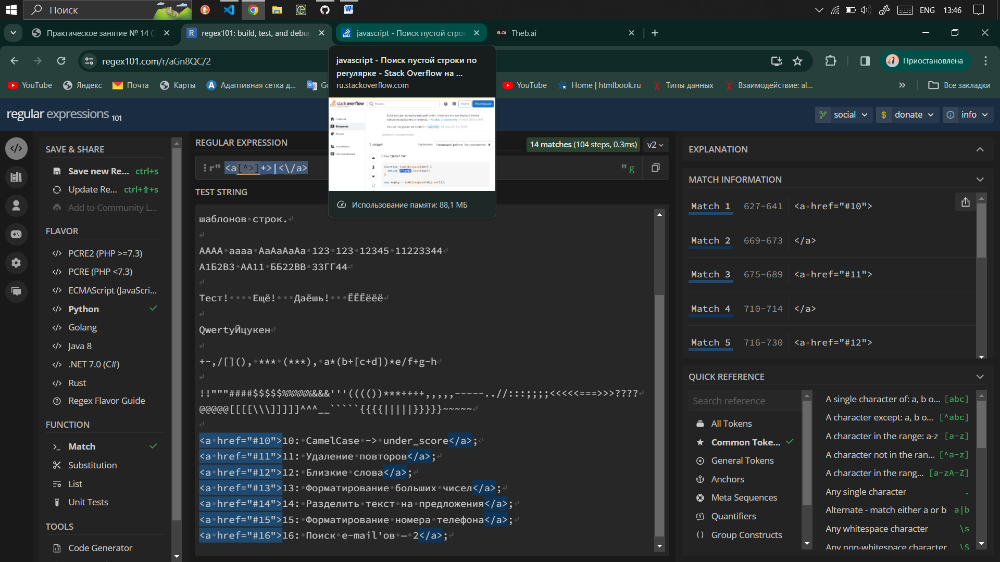 Поиск
ENG
13:46
Практическое занятие № 14 (
regex101: build, test, and debu
javascript - Поиск пустой стро
Theb.ai
regex101.com/r/aGn8QC/2
Приостановлена
YouTube
Яндекс
Почта
Карты
Адаптивная сетка д...
YouTube
Home | htmlbook.ru
Типы данных
Взаимодействие: al...
Все закладки
javascript - Поиск пустой строки по
регулярке - Stack Overflow на ...
ru.stackoverflow.com
stackoverflow
Вопросы
1 ответ
Я бы сделал так:
3
Использование памяти: 88,1 МБ
regular expressions 101
social
$ donate
info
SAVE & SHARE
Save new Re... ctrl+s
Update Re... ctrl+⇧+s
Add to Community L...
FLAVOR
</> PCRE2 (PHP >=7.3)
</> PCRE (PHP <7.3)
</> ECMAScript (JavaScri...
</> Python
</> Golang
</> Java 8
</> .NET 7.0 (C#)
</> Rust
Regex Flavor Guide
FUNCTION
Match
Substitution
List
Unit Tests
TOOLS
Code Generator
REGULAR EXPRESSION
14 matches (104 steps, 0.3ms)
v2
r" <a[^>]+>|<\/a> " g
TEST STRING
шаблонов строк.
АААА аааа АаАаАаАа 123 123 12345 11223344
А1Б2В3 АА11 ББ22ВВ 33ГГ44
Тест! Ещё! Даёшь! ЁЁЁёёё
QwertyЙцукен
+-,/[](), *** (***), a*(b+[c+d])*e/f+g-h
!!"""####$$$$$%%%%%&&&'''(((())***++++,,,,,-----..//:::;;;;<<<<<===>>>????
@@@@@[[[[\\\]]]]]^^^__`````{{{{|||||}}}}}~~~~~
<a href="#10">10: CamelCase -> under_score</a>;
<a href="#11">11: Удаление повторов</a>;
<a href="#12">12: Близкие слова</a>;
<a href="#13">13: Форматирование больших чисел</a>;
<a href="#14">14: Разделить текст на предложения</a>;
<a href="#15">15: Форматирование номера телефона</a>;
<a href="#16">16: Поиск e-mail'ов — 2</a>;
EXPLANATION
MATCH INFORMATION
Match 1 627-641 <a href="#10">
Match 2 669-673 </a>
Match 3 675-689 <a href="#11">
Match 4 710-714 </a>
Match 5 716-730 <a href="#12">
QUICK REFERENCE
Search reference
All Tokens
Common Toke...
General Tokens
Anchors
Meta Sequences
Quantifiers
Group Constructs
A single character of: a, b o... [abc]
A character except: a, b o... [^abc]
A character in the range: a-z [a-z]
A character not in the ran... [^a-z]
A character in the rang... [a-zA-Z]
Any single character .
Alternate - match either a or b a|b
Any whitespace character \s
Any non-whitespace character \S